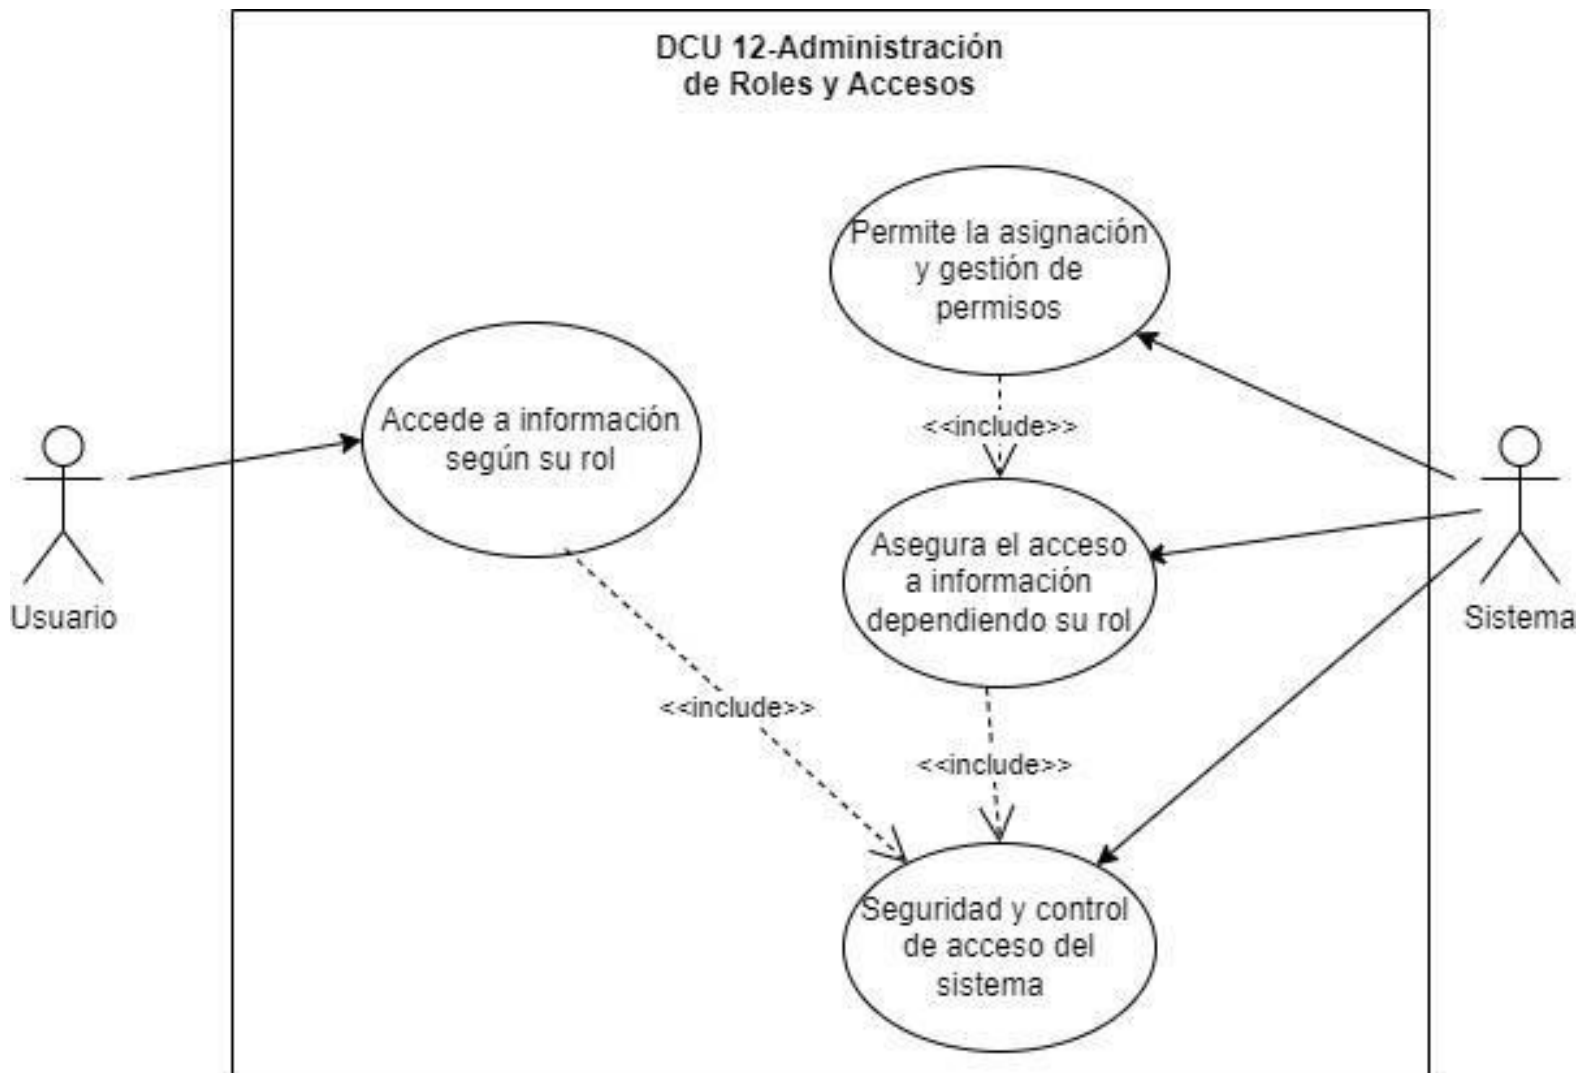 DCU 12-Administración
de Roles y Accesos
Permite la asignación
y gestión de
permisos
<<include>>
Accede a información
según su rol
Usuario
Asegura el acceso
a información
dependiendo su rol
Sistema
<<include>>
<<include>>
Seguridad y control
de acceso del
sistema